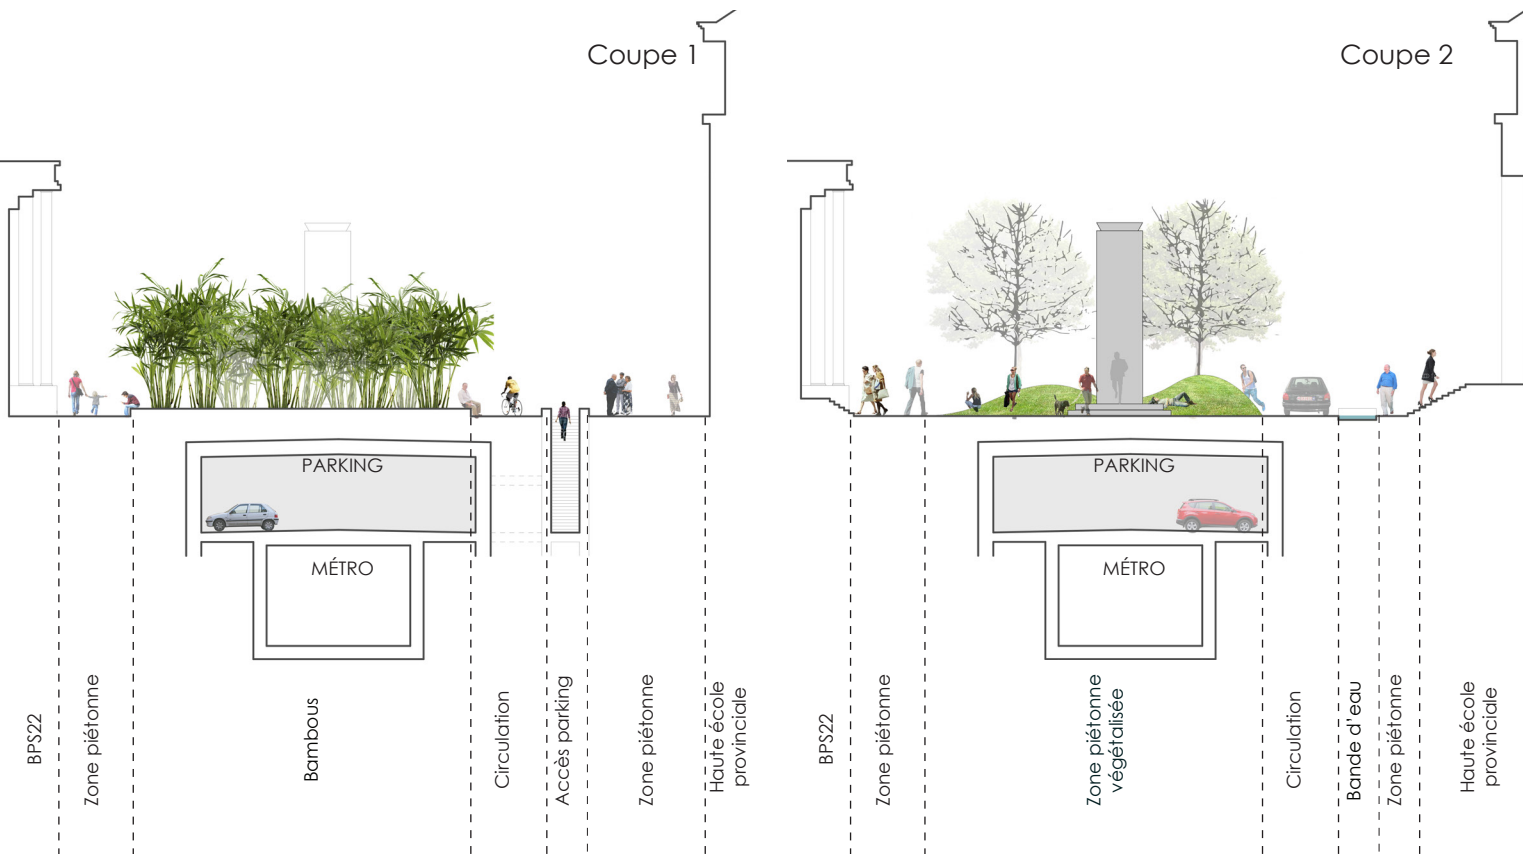 Coupe 1
PARKING
MÉTRO
BPS22
Zone piétonne
Bambous
Circulation
Accès parking
Zone piétonne
Haute école
provinciale
Coupe 2
PARKING
MÉTRO
BPS22
Zone piétonne
Zone piétonne
végétalisée
Circulation
Bande d'eau
Zone piétonne
Haute école
provinciale